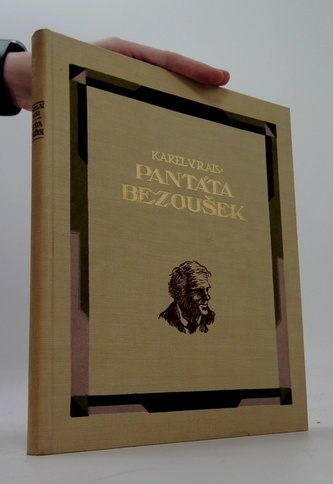 KAREL V. RAIS
PANTÁTA
BEZOUŠEK